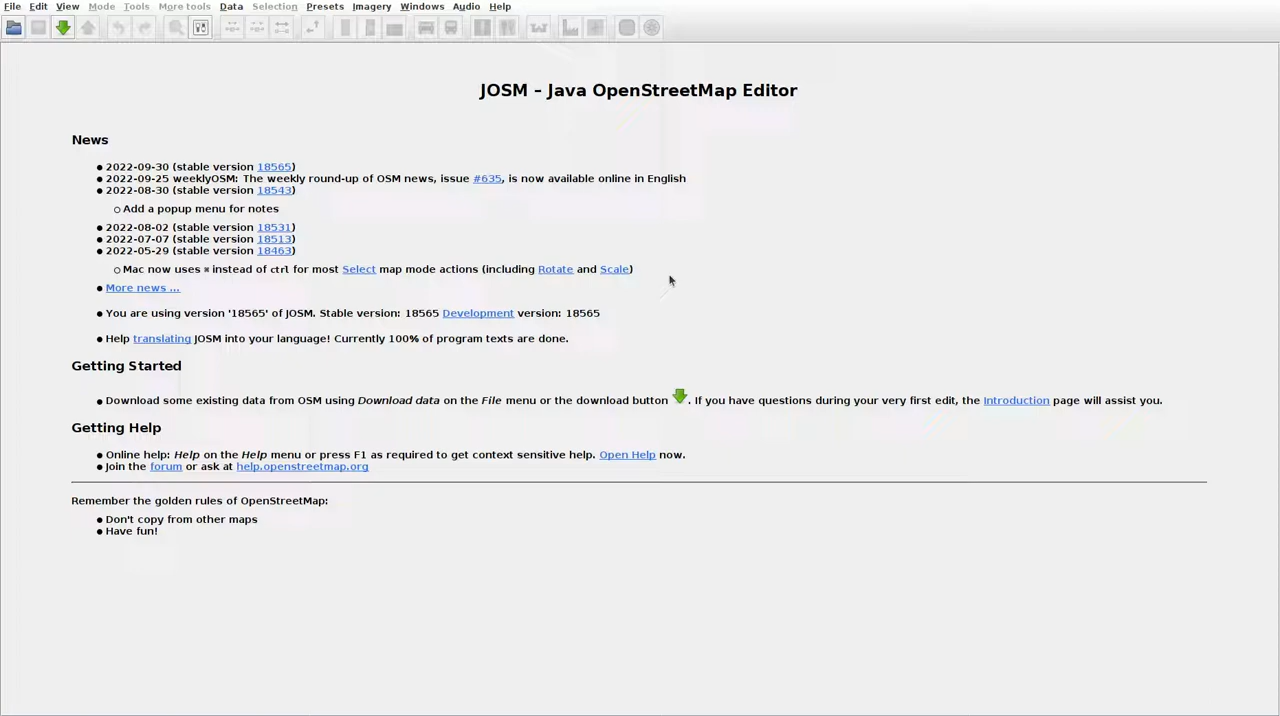 File Edit View Mode Tools More tools Data Selection Presets Imagery Windows Audio Help
JOSM – Java OpenStreetMap Editor
News
2022-09-30 (stable version 18565)
2022-09-25 weeklyOSM: The weekly round-up of OSM news, issue #635, is now available online in English
2022-08-30 (stable version 18543)
Add a popup menu for notes
2022-08-02 (stable version 18531)
2022-07-07 (stable version 18513)
2022-05-29 (stable version 18463)
Mac now uses ⌘ instead of ctrl for most Select map mode actions (including Rotate and Scale)
More news ...
You are using version '18565' of JOSM. Stable version: 18565 Development version: 18565
Help translating JOSM into your language! Currently 100% of program texts are done.
Getting Started
Download some existing data from OSM using Download data on the File menu or the download button . If you have questions during your very first edit, the Introduction page will assist you.
Getting Help
Online help: Help on the Help menu or press F1 as required to get context sensitive help. Open Help now.
Join the forum or ask at help.openstreetmap.org
Remember the golden rules of OpenStreetMap:
Don't copy from other maps
Have fun!